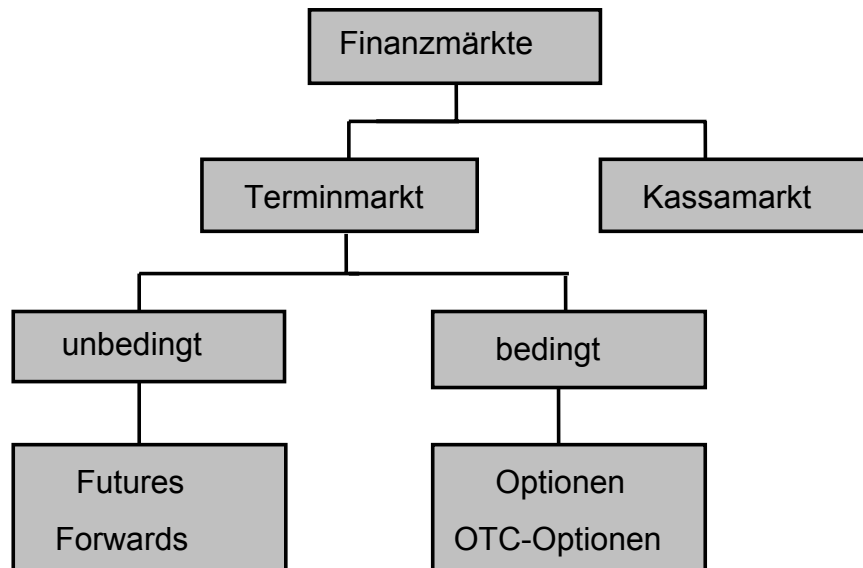 Finanzmärkte
Terminmarkt
Kassamarkt
unbedingt
bedingt
Futures
Forwards
Optionen
OTC-Optionen